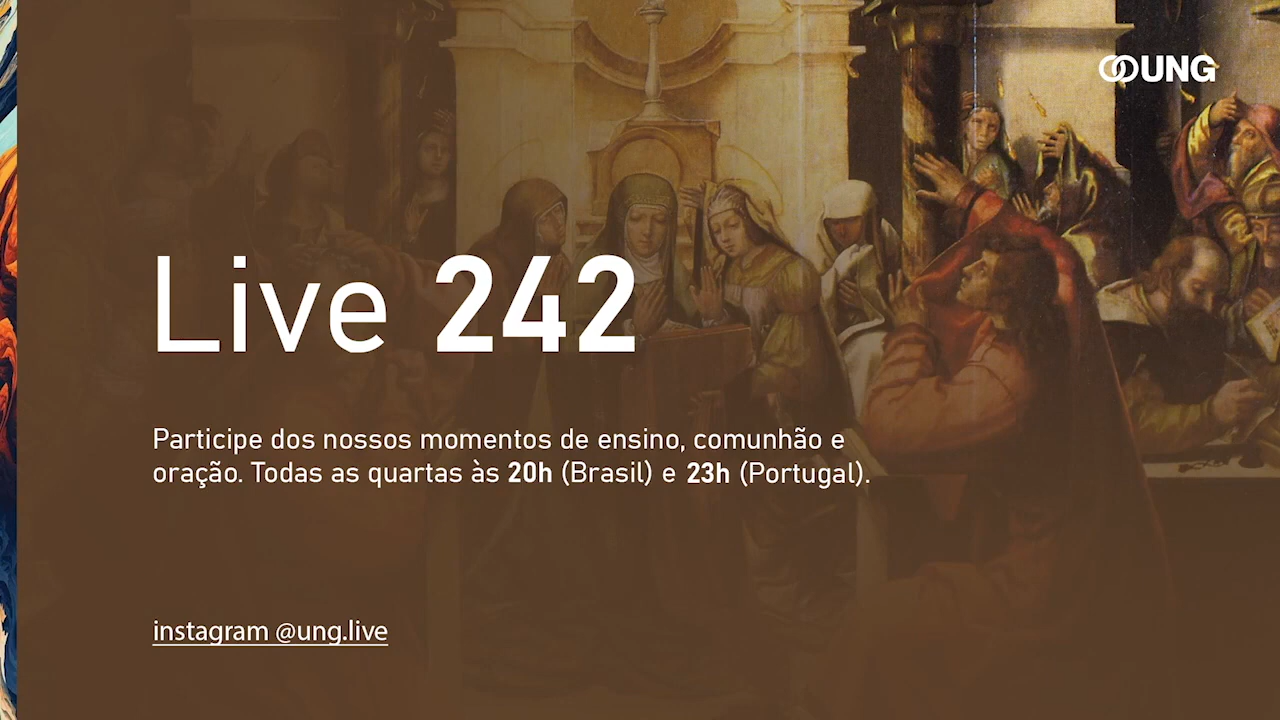 UNG
Live 242
Participe dos nossos momentos de ensino, comunhão e
oração. Todas as quartas às 20h (Brasil) e 23h (Portugal).
instagram @ung.live